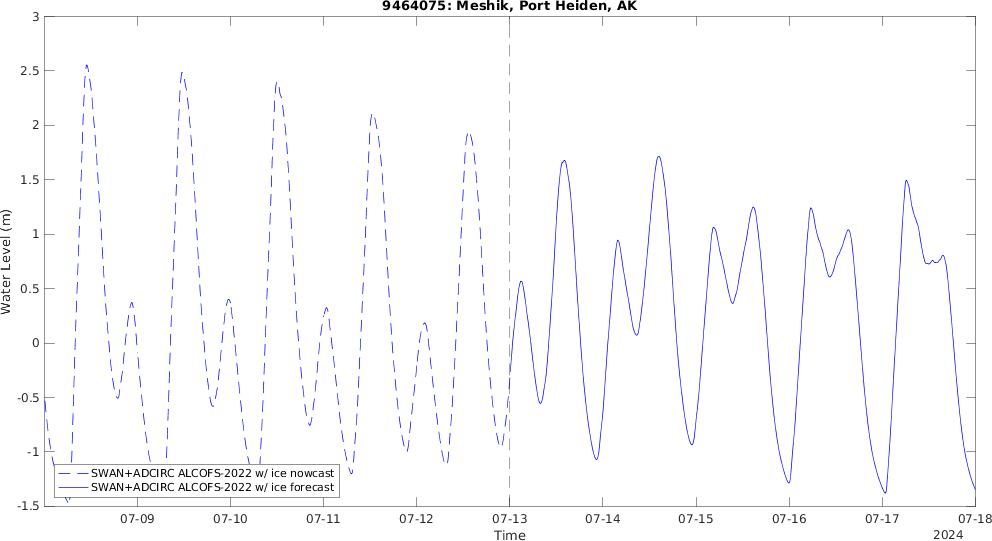 9464075: Meshik, Port Heiden, AK
3
2.5
2
1.5
1
0.5
0
-0.5
-1
-1.5
Water Level (m)
SWAN+ADCIRC ALCOFS-2022 w/ ice nowcast
SWAN+ADCIRC ALCOFS-2022 w/ ice forecast
07-09 07-10 07-11 07-12 07-13 07-14 07-15 07-16 07-17 07-18
Time
2024